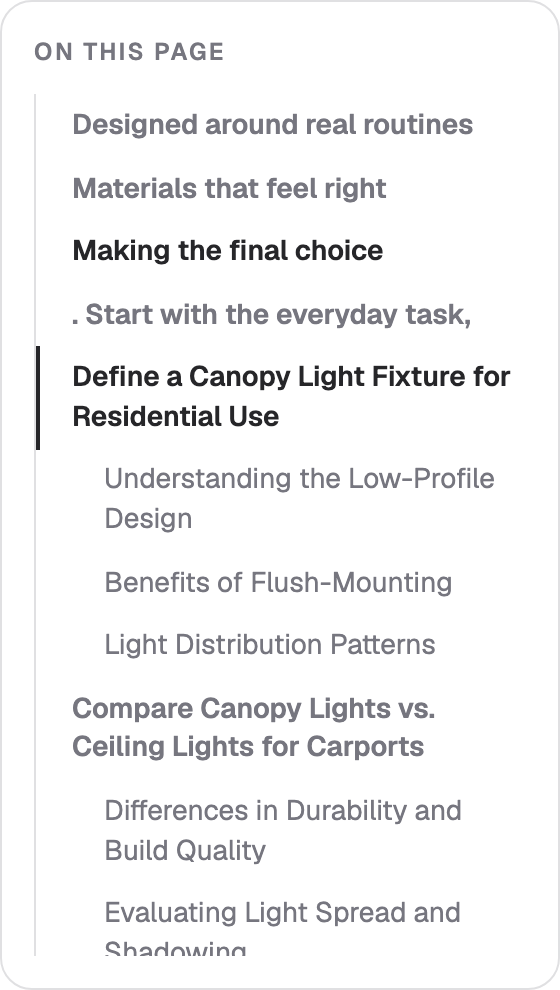 ON THIS PAGE
Designed around real routines
Materials that feel right
Making the final choice
. Start with the everyday task,
Define a Canopy Light Fixture for
Residential Use
Understanding the Low-Profile
Design
Benefits of Flush-Mounting
Light Distribution Patterns
Compare Canopy Lights vs.
Ceiling Lights for Carports
Differences in Durability and
Build Quality
Evaluating Light Spread and
Shadowing